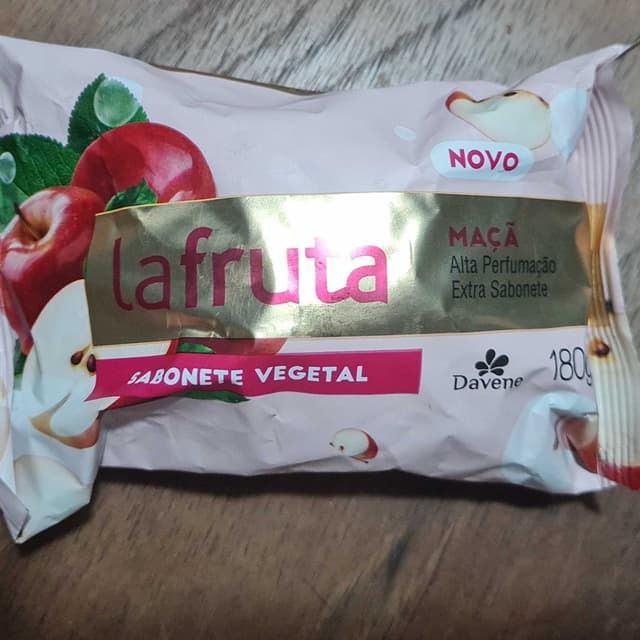 NOVO
lafruta
MAÇÃ
Alta Perfumação
Extra Sabonete
SABONETE VEGETAL
Davene
180g